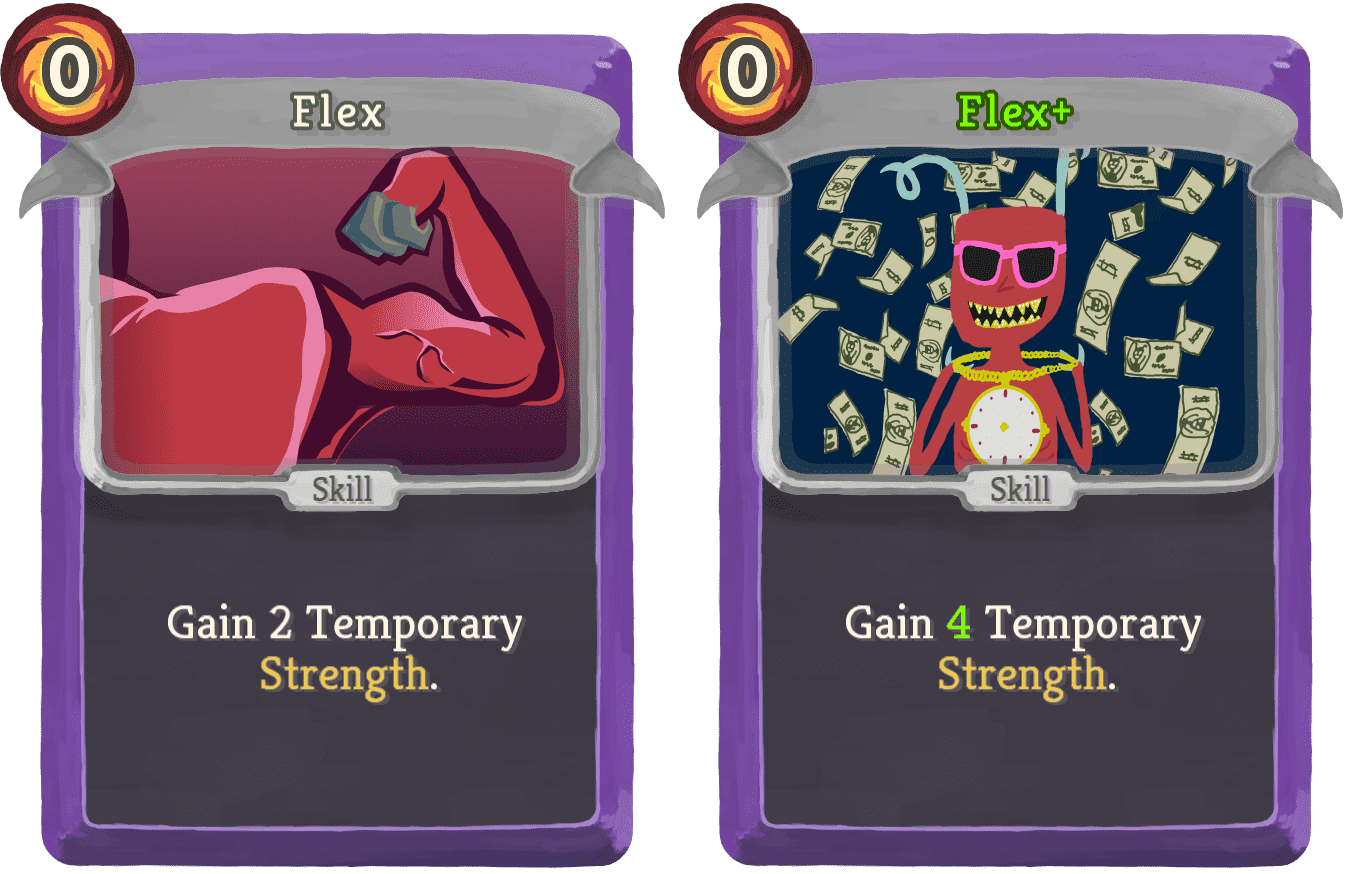 0
Flex
Skill
Gain 2 Temporary
Strength.
0
Flex+
Skill
Gain 4 Temporary
Strength.